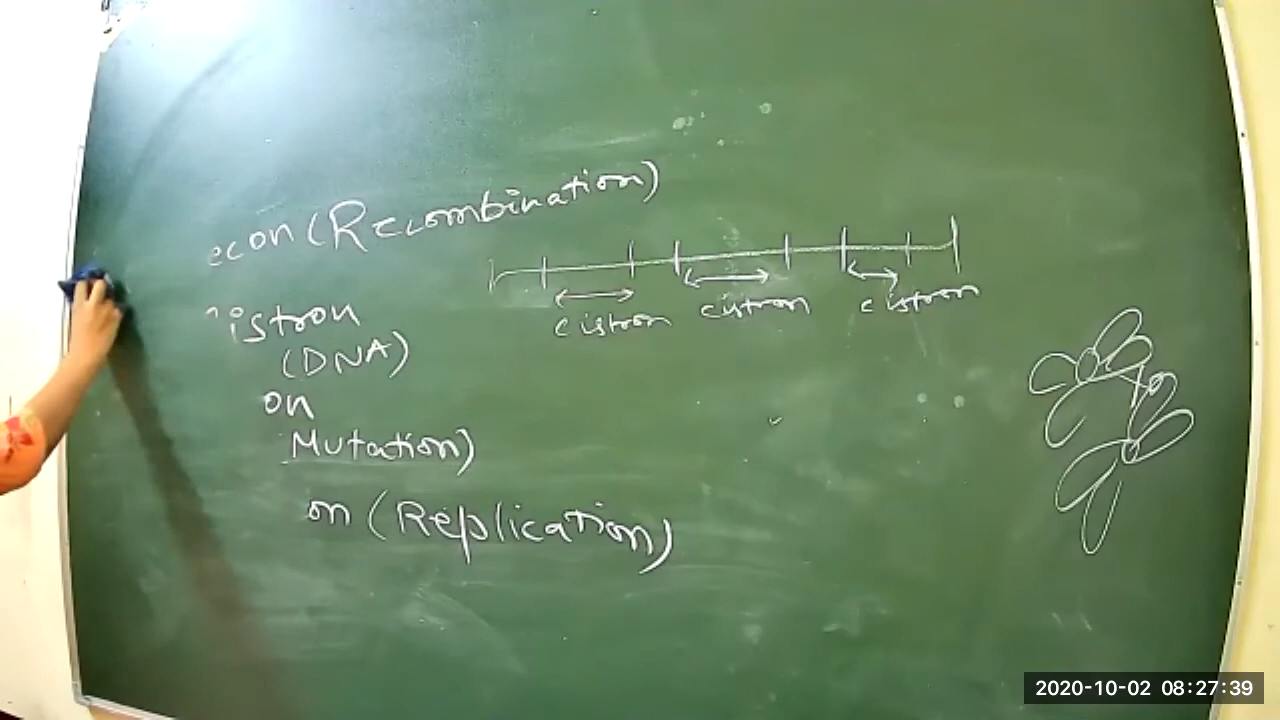 econ (Recombination)
istron
(DNA)
on
Mutation)
on (Replication)
cistron cistron cistron
2020-10-02 08:27:39